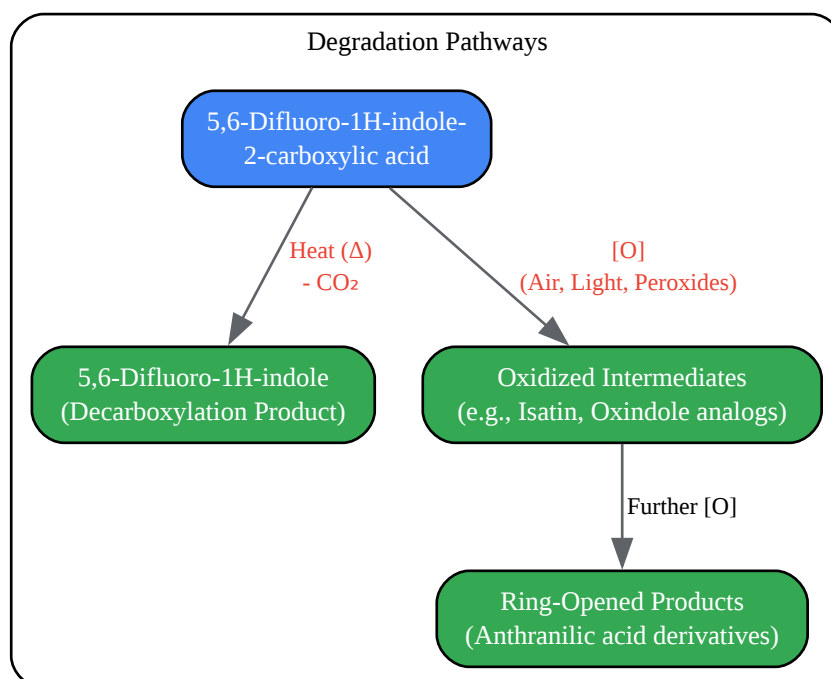 Degradation Pathways
5,6-Difluoro-1H-indole-
2-carboxylic acid
Heat (Δ)
- CO₂
[O]
(Air, Light, Peroxides)
5,6-Difluoro-1H-indole
(Decarboxylation Product)
Oxidized Intermediates
(e.g., Isatin, Oxindole analogs)
Further [O]
Ring-Opened Products
(Anthranilic acid derivatives)